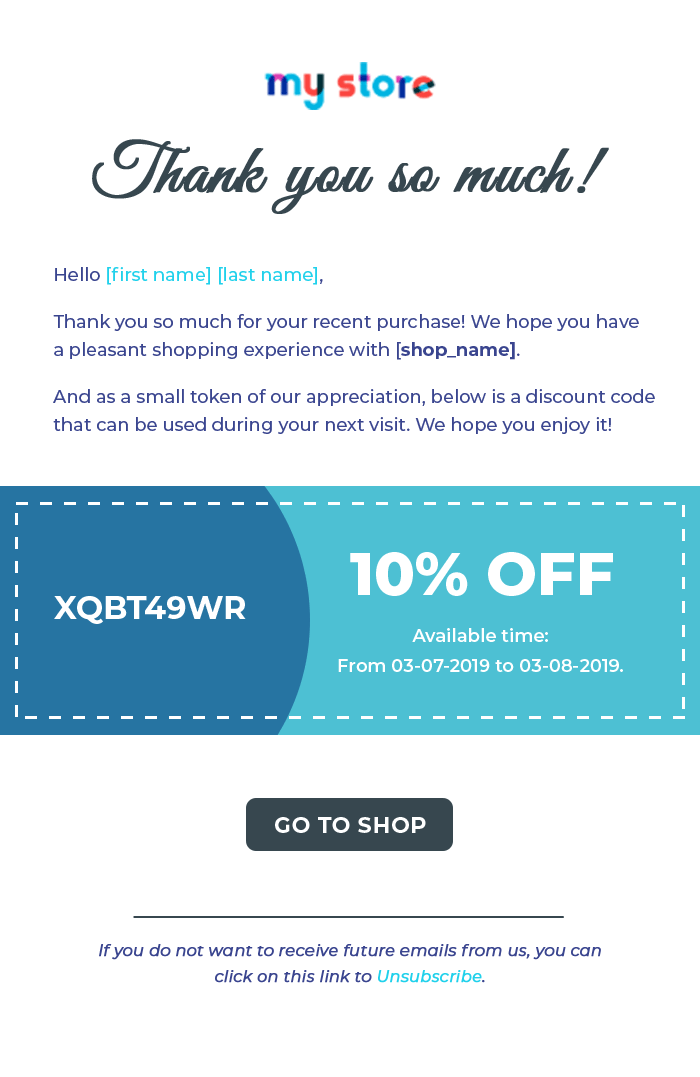 my store
Thank you so much!
Hello [first name] [last name],
Thank you so much for your recent purchase! We hope you have
a pleasant shopping experience with [shop_name].
And as a small token of our appreciation, below is a discount code
that can be used during your next visit. We hope you enjoy it!
XQBT49WR
10% OFF
Available time:
From 03-07-2019 to 03-08-2019.
GO TO SHOP
If you do not want to receive future emails from us, you can
click on this link to Unsubscribe.